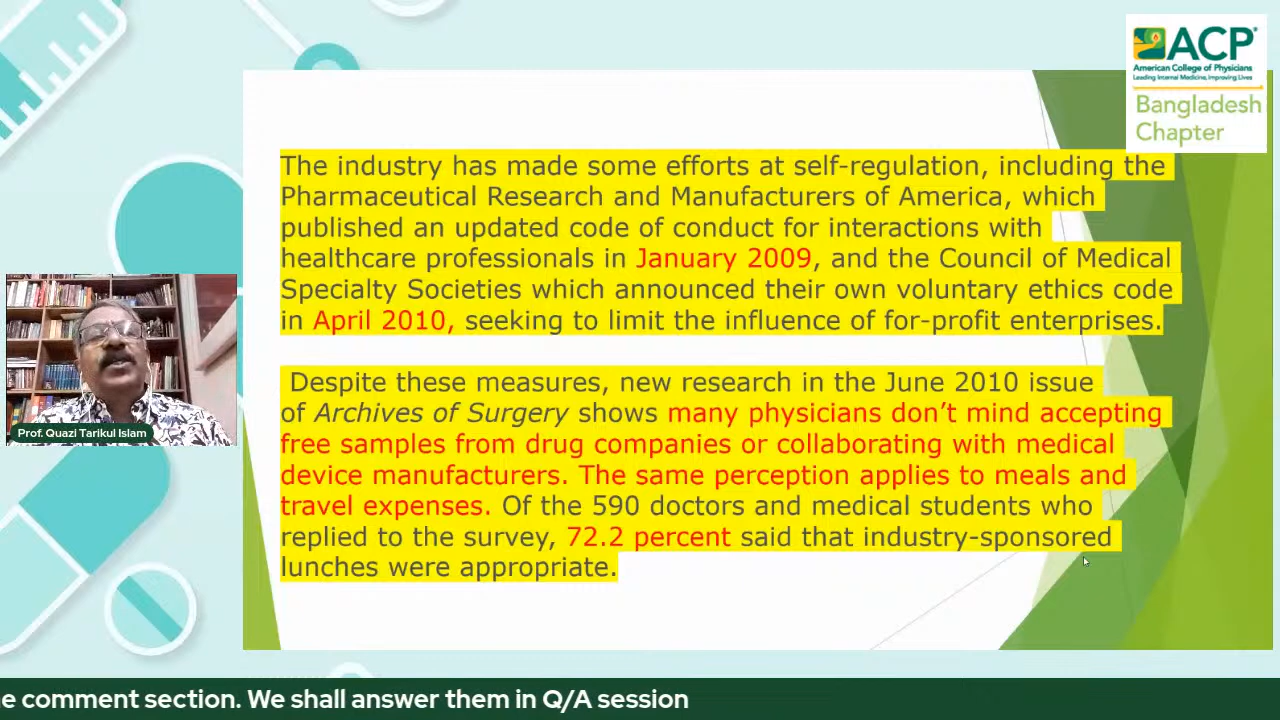 ACP®
American College of Physicians
Leading Internal Medicine, Improving Lives
Bangladesh
Chapter
The industry has made some efforts at self-regulation, including the
Pharmaceutical Research and Manufacturers of America, which
published an updated code of conduct for interactions with
healthcare professionals in January 2009, and the Council of Medical
Specialty Societies which announced their own voluntary ethics code
in April 2010, seeking to limit the influence of for-profit enterprises.
Despite these measures, new research in the June 2010 issue
of Archives of Surgery shows many physicians don’t mind accepting
free samples from drug companies or collaborating with medical
device manufacturers. The same perception applies to meals and
travel expenses. Of the 590 doctors and medical students who
replied to the survey, 72.2 percent said that industry-sponsored
lunches were appropriate.
Prof. Quazi Tarikul Islam
e comment section. We shall answer them in Q/A session